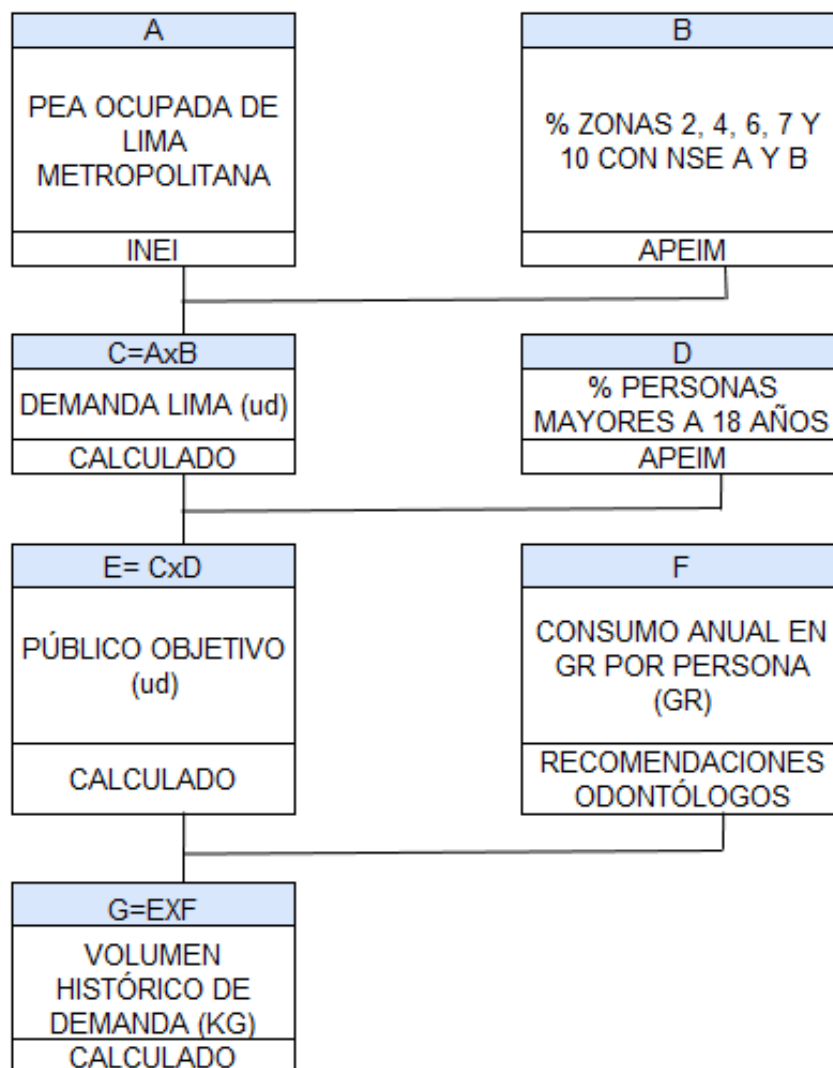 A
PEA OCUPADA DE
LIMA
METROPOLITANA
INEI
B
% ZONAS 2, 4, 6, 7 Y
10 CON NSE A Y B
APEIM
C=AxB
DEMANDA LIMA (ud)
CALCULADO
D
% PERSONAS
MAYORES A 18 AÑOS
APEIM
E= CxD
PÚBLICO OBJETIVO
(ud)
CALCULADO
F
CONSUMO ANUAL EN
GR POR PERSONA
(GR)
RECOMENDACIONES
ODONTÓLOGOS
G=EXF
VOLUMEN
HISTÓRICO DE
DEMANDA (KG)
CALCULADO